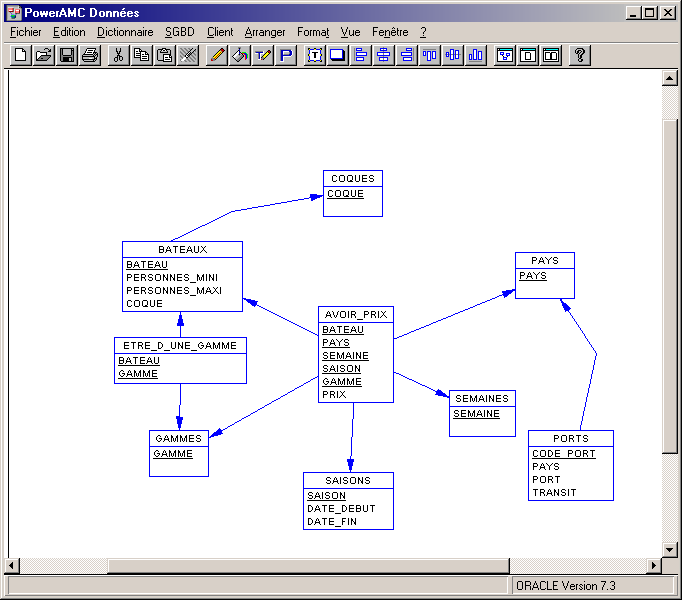 PowerAMC Données
Fichier Edition Dictionnaire SGBD Client Arranger Format Vue Fenêtre ?
COQUES
COQUE
BATEAUX
BATEAU
PERSONNES_MINI
PERSONNES_MAXI
COQUE
PAYS
PAYS
AVOIR_PRIX
BATEAU
PAYS
SEMAINE
SAISON
GAMME
PRIX
ETRE_D_UNE_GAMME
BATEAU
GAMME
SEMAINES
SEMAINE
GAMMES
GAMME
PORTS
CODE_PORT
PAYS
PORT
TRANSIT
SAISONS
SAISON
DATE_DEBUT
DATE_FIN
ORACLE Version 7.3